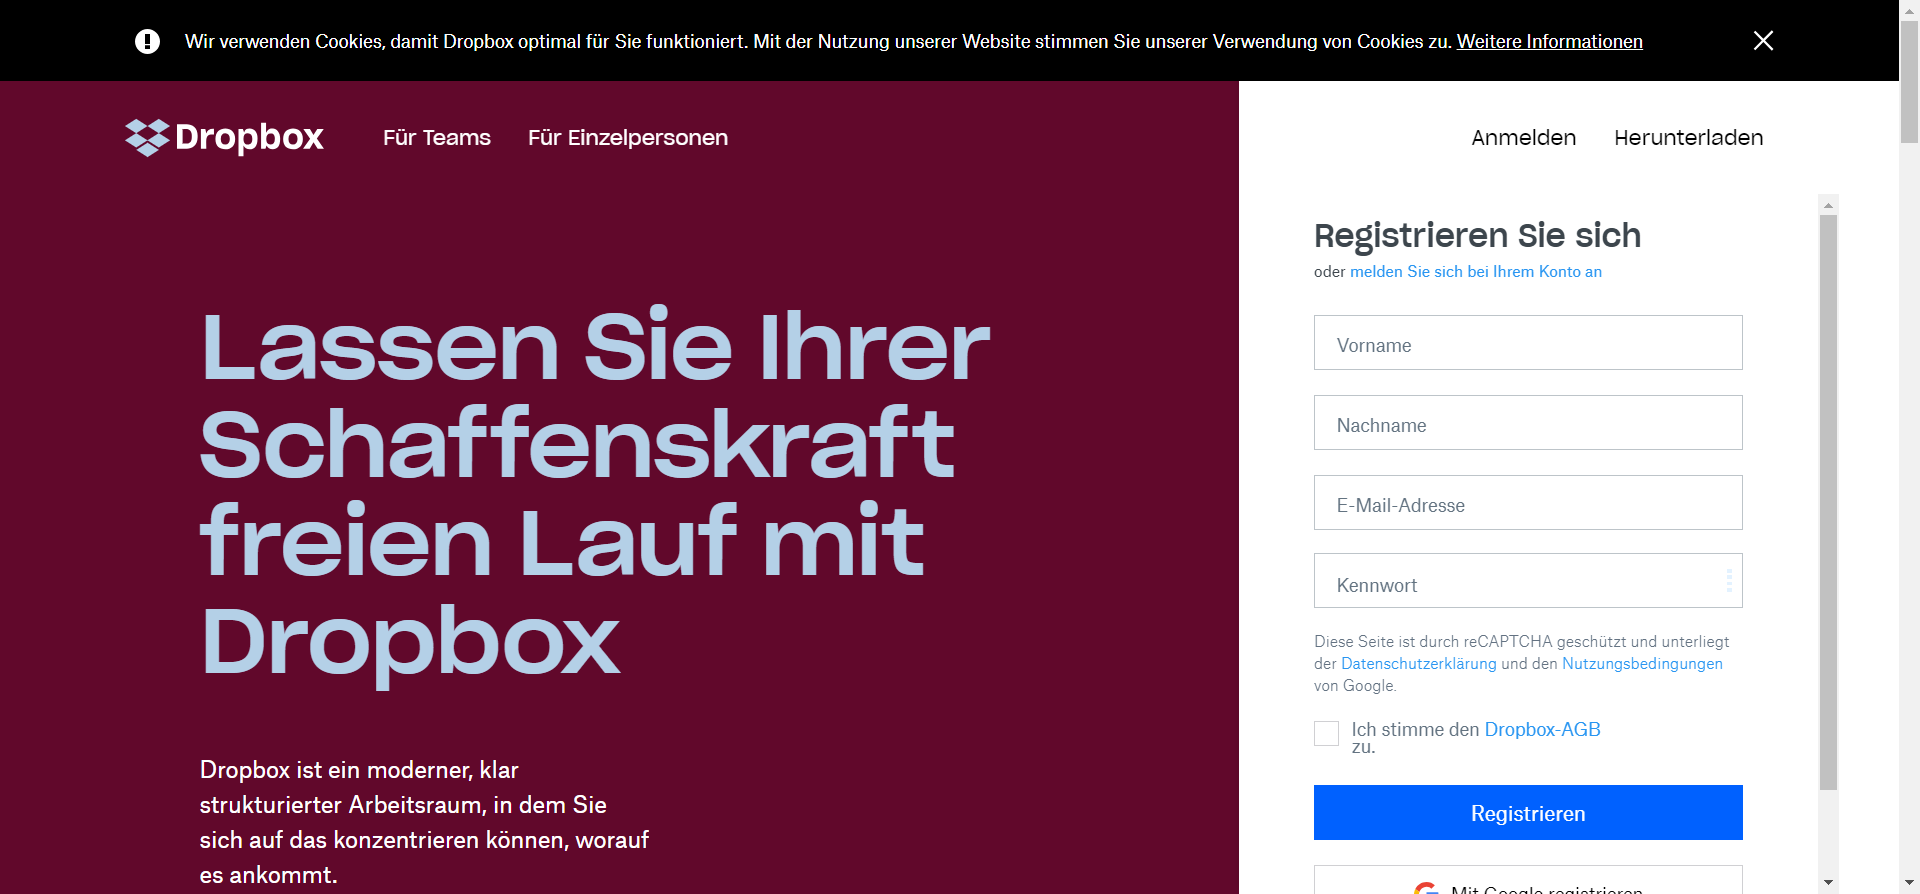 Wir verwenden Cookies, damit Dropbox optimal für Sie funktioniert. Mit der Nutzung unserer Website stimmen Sie unserer Verwendung von Cookies zu. Weitere Informationen
Dropbox
Für Teams
Für Einzelpersonen
Anmelden
Herunterladen
Lassen Sie Ihrer
Schaffenskraft
freien Lauf mit
Dropbox
Dropbox ist ein moderner, klar
strukturierter Arbeitsraum, in dem Sie
sich auf das konzentrieren können, worauf
es ankommt.
Registrieren Sie sich
oder melden Sie sich bei Ihrem Konto an
Vorname
Nachname
E-Mail-Adresse
Kennwort
Diese Seite ist durch reCAPTCHA geschützt und unterliegt
der Datenschutzerklärung und den Nutzungsbedingungen
von Google.
Ich stimme den Dropbox-AGB
zu.
Registrieren
Mit Google registrieren